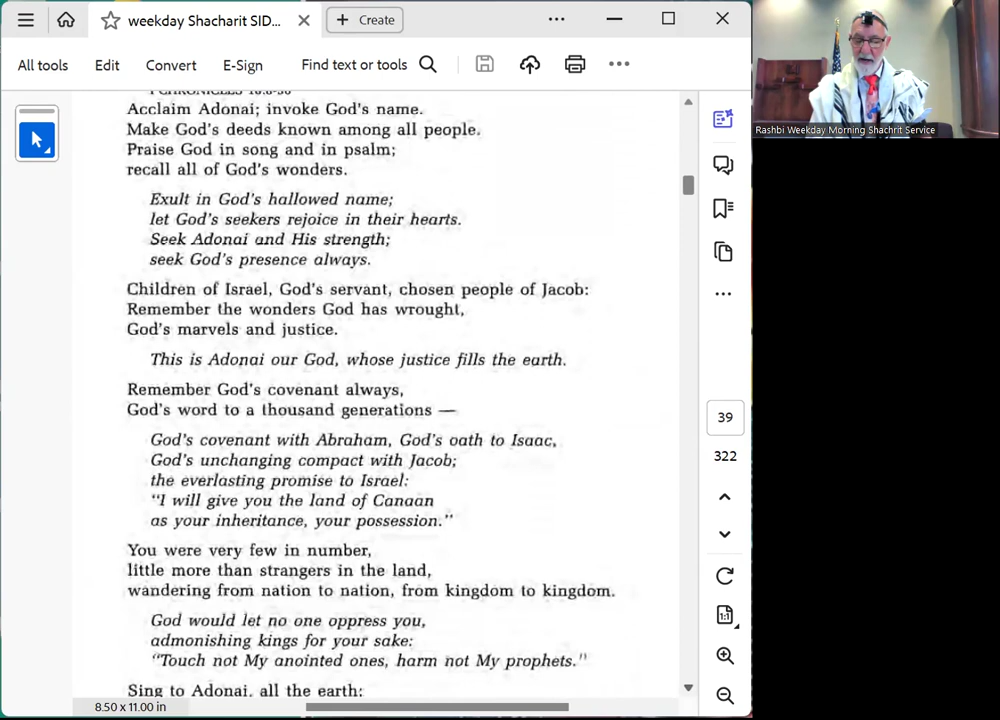 weekday Shacharit SID...
Create
All tools
Edit
Convert
E-Sign
Find text or tools
I CHRONICLES 16:8-36
Acclaim Adonai; invoke God's name.
Make God's deeds known among all people.
Praise God in song and in psalm;
recall all of God's wonders.
Exult in God's hallowed name;
let God's seekers rejoice in their hearts.
Seek Adonai and His strength;
seek God's presence always.
Children of Israel, God's servant, chosen people of Jacob:
Remember the wonders God has wrought,
God's marvels and justice.
This is Adonai our God, whose justice fills the earth.
Remember God's covenant always,
God's word to a thousand generations —
God's covenant with Abraham, God's oath to Isaac,
God's unchanging compact with Jacob;
the everlasting promise to Israel:
"I will give you the land of Canaan
as your inheritance, your possession."
You were very few in number,
little more than strangers in the land,
wandering from nation to nation, from kingdom to kingdom.
God would let no one oppress you,
admonishing kings for your sake:
"Touch not My anointed ones, harm not My prophets."
Sing to Adonai, all the earth;
8.50 x 11.00 in
39
322
1:1
Rashbi Weekday Morning Shachrit Service